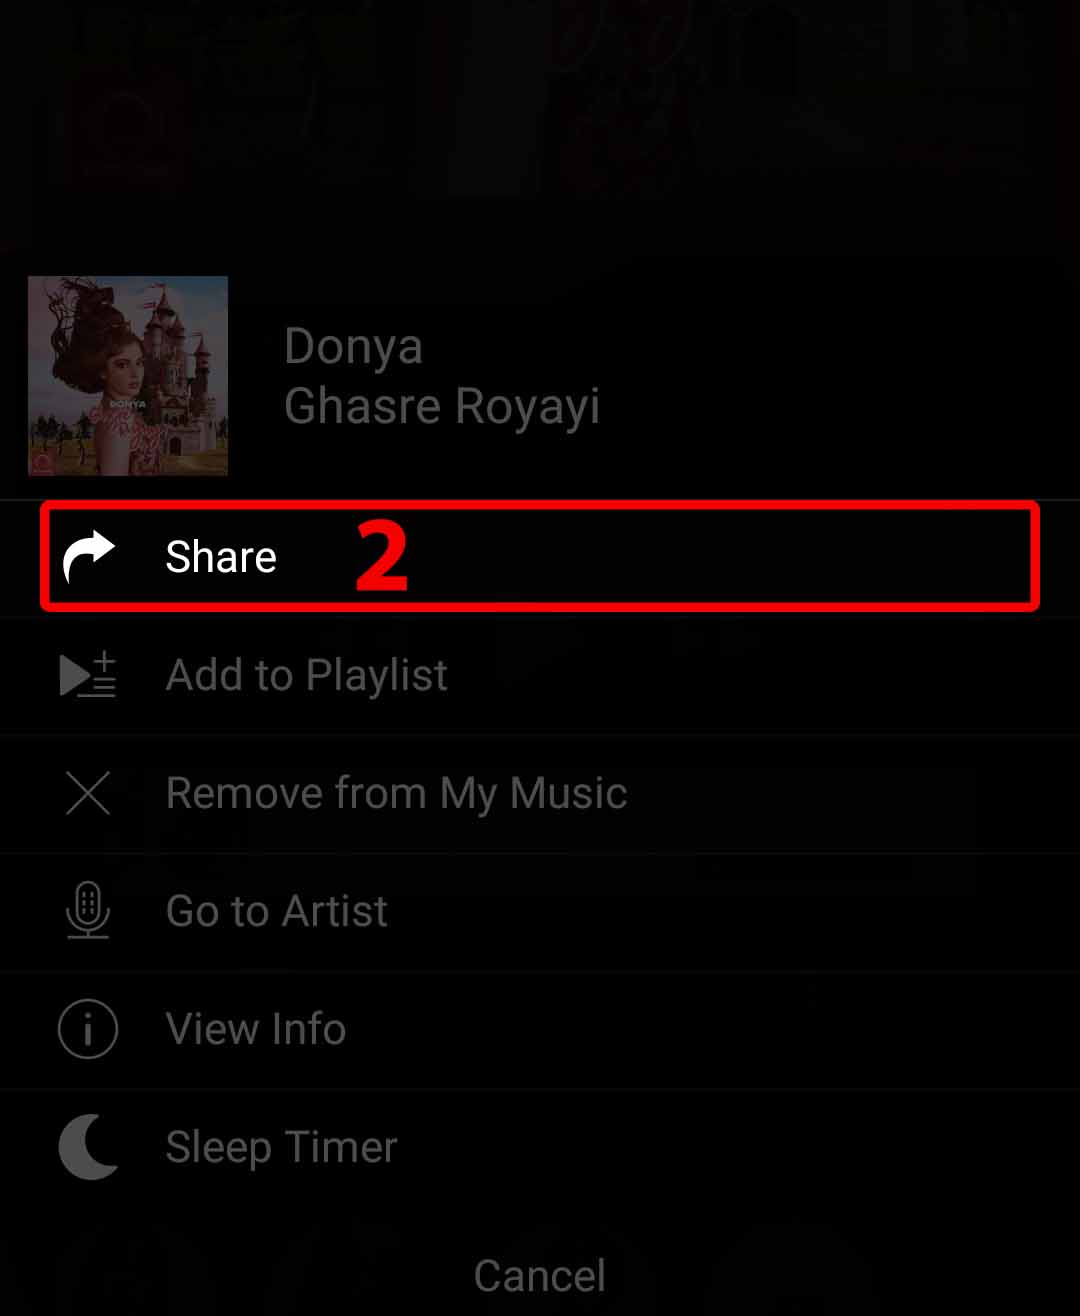 Donya
Ghasre Royayi
DONYA
Share 2
Add to Playlist
Remove from My Music
Go to Artist
View Info
Sleep Timer
Cancel